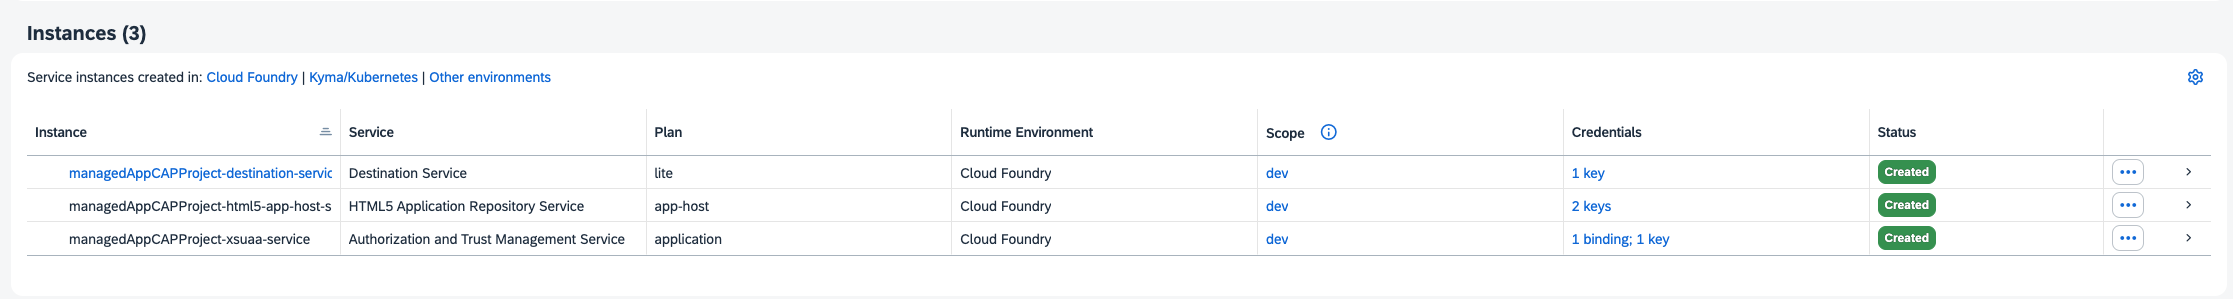 Instances (3)
Service instances created in: Cloud Foundry | Kyma/Kubernetes | Other environments
Instance Service Plan Runtime Environment Scope Credentials Status
managedAppCAPProject-destination-servic Destination Service lite Cloud Foundry dev 1 key Created
managedAppCAPProject-html5-app-host-s HTML5 Application Repository Service app-host Cloud Foundry dev 2 keys Created
managedAppCAPProject-xsuaa-service Authorization and Trust Management Service application Cloud Foundry dev 1 binding; 1 key Created